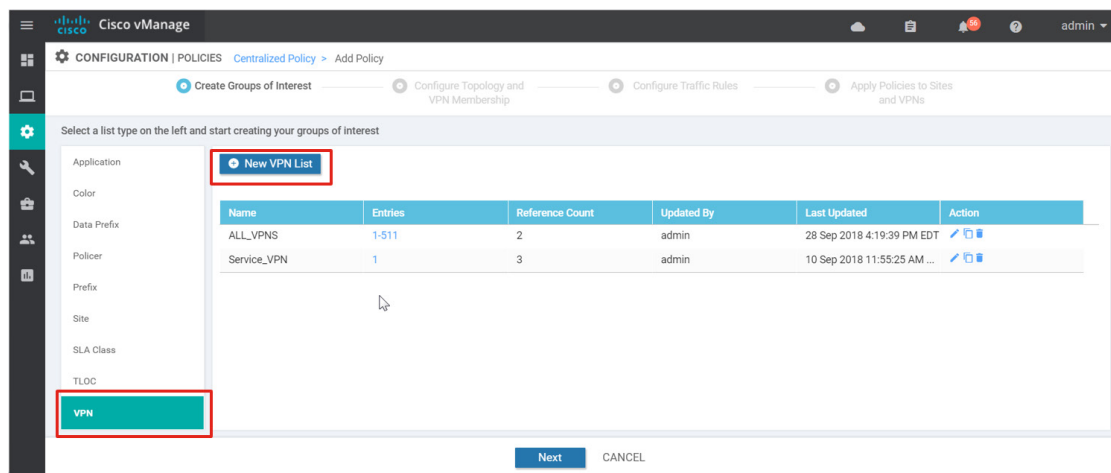 cisco Cisco vManage 56 admin
CONFIGURATION | POLICIES Centralized Policy > Add Policy
Create Groups of Interest Configure Topology and VPN Membership Configure Traffic Rules Apply Policies to Sites and VPNs
Select a list type on the left and start creating your groups of interest
Application
Color
Data Prefix
Policer
Prefix
Site
SLA Class
TLOC
VPN
New VPN List
Name Entries Reference Count Updated By Last Updated Action
ALL_VPNS 1-511 2 admin 28 Sep 2018 4:19:39 PM EDT
Service_VPN 1 3 admin 10 Sep 2018 11:55:25 AM ...
Next CANCEL